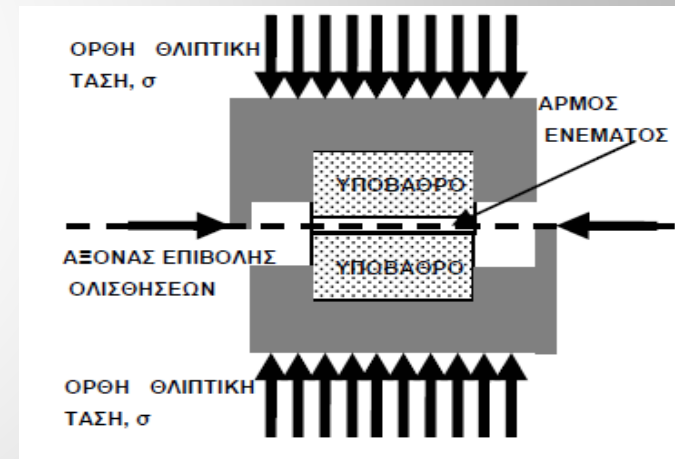 ΟΡΘΗ ΘΛΙΠΤΙΚΗ
ΤΑΣΗ, σ
ΑΡΜΟΣ
ΕΝΕΜΑΤΟΣ
ΥΠΟΒΑΘΡΟ
ΑΞΟΝΑΣ ΕΠΙΒΟΛΗΣ
ΟΛΙΣΘΗΣΕΩΝ
ΥΠΟΒΑΘΡΟ
ΟΡΘΗ ΘΛΙΠΤΙΚΗ
ΤΑΣΗ, σ